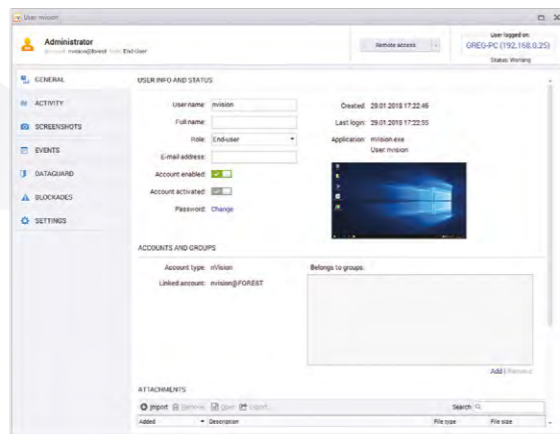 User nvision
Administrator
account: nvision@forest role: End-User
Remote access
User logged on:
GREG-PC (192.168.0.25)
Status: Working
GENERAL
ACTIVITY
SCREENSHOTS
EVENTS
DATAGUARD
BLOCKADES
SETTINGS
USER INFO AND STATUS
User name: nvision
Full name:
Role: End-user
E-mail address:
Account enabled:
Account activated:
Password: Change
Created: 29.01.2018 17:22:46
Last login: 29.01.2018 17:22:55
Application: nVision.exe
User nvision
ACCOUNTS AND GROUPS
Account type: nVision
Linked account: nvision@FOREST
Belongs to groups:
Add | Remove
ATTACHMENTS
Import Remove Open Export...
Search
Added Description File type File size